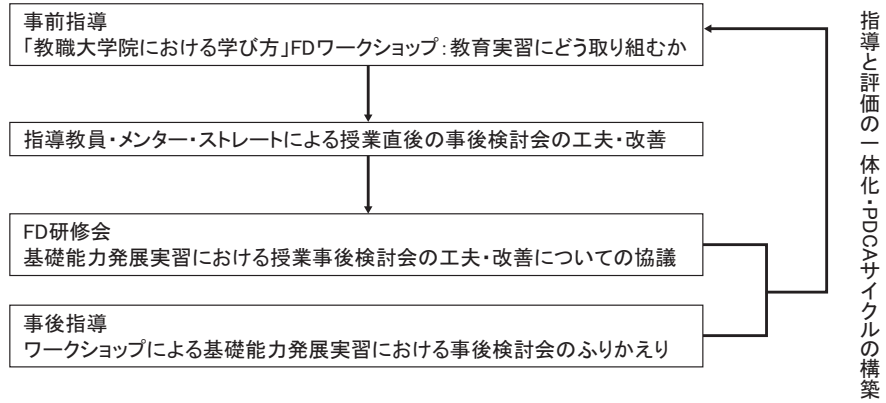 事前指導
「教職大学院における学び方」FDワークショップ:教育実習にどう取り組むか
指導教員・メンター・ストレートによる授業直後の事後検討会の工夫・改善
FD研修会
基礎能力発展実習における授業事後検討会の工夫・改善についての協議
事後指導
ワークショップによる基礎能力発展実習における事後検討会のふりかえり
指導と評価の一体化・PDCAサイクルの構築